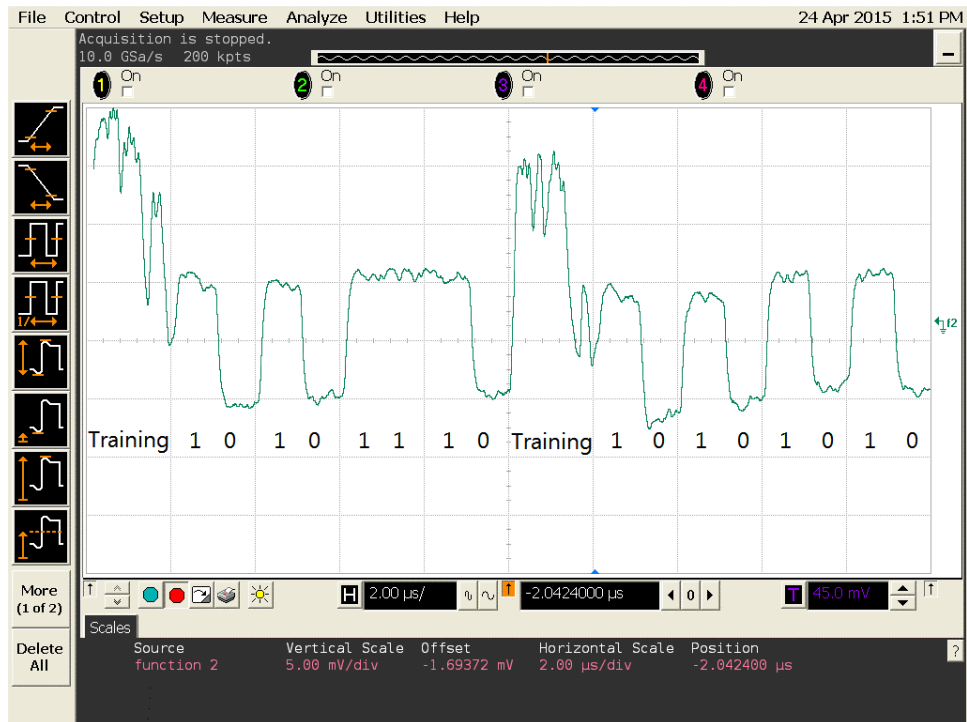 File Control Setup Measure Analyze Utilities Help 24 Apr 2015 1:51 PM
Acquisition is stopped.
10.0 GSa/s 200 kpts
1 On 2 On 3 On 4 On
f2
1/
Training 1 0 1 0 1 1 1 0 Training 1 0 1 0 1 0 1 0
More
(1 of 2)
H 2.00 µs/ -2.0424000 µs 0 T 45.0 mV
Scales
Delete
All
Source Vertical Scale Offset Horizontal Scale Position
function 2 5.00 mV/div -1.69372 mV 2.00 µs/div -2.042400 µs
?